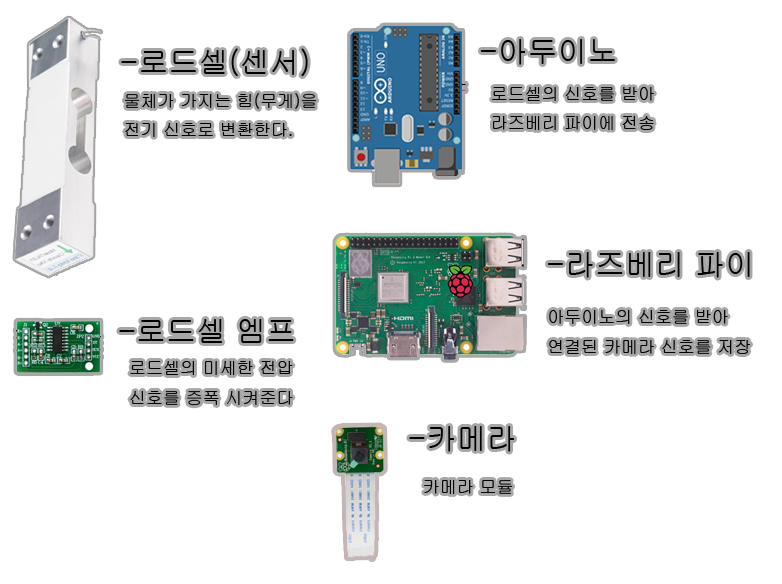 -로드셀(센서)
물체가 가지는 힘(무게)을
전기 신호로 변환한다.
-아두이노
로드셀의 신호를 받아
라즈베리 파이에 전송
-라즈베리 파이
아두이노의 신호를 받아
연결된 카메라 신호를 저장
-로드셀 엠프
로드셀의 미세한 전압
신호를 증폭 시켜준다
-카메라
카메라 모듈
UNO
ARDUINO
HDMI